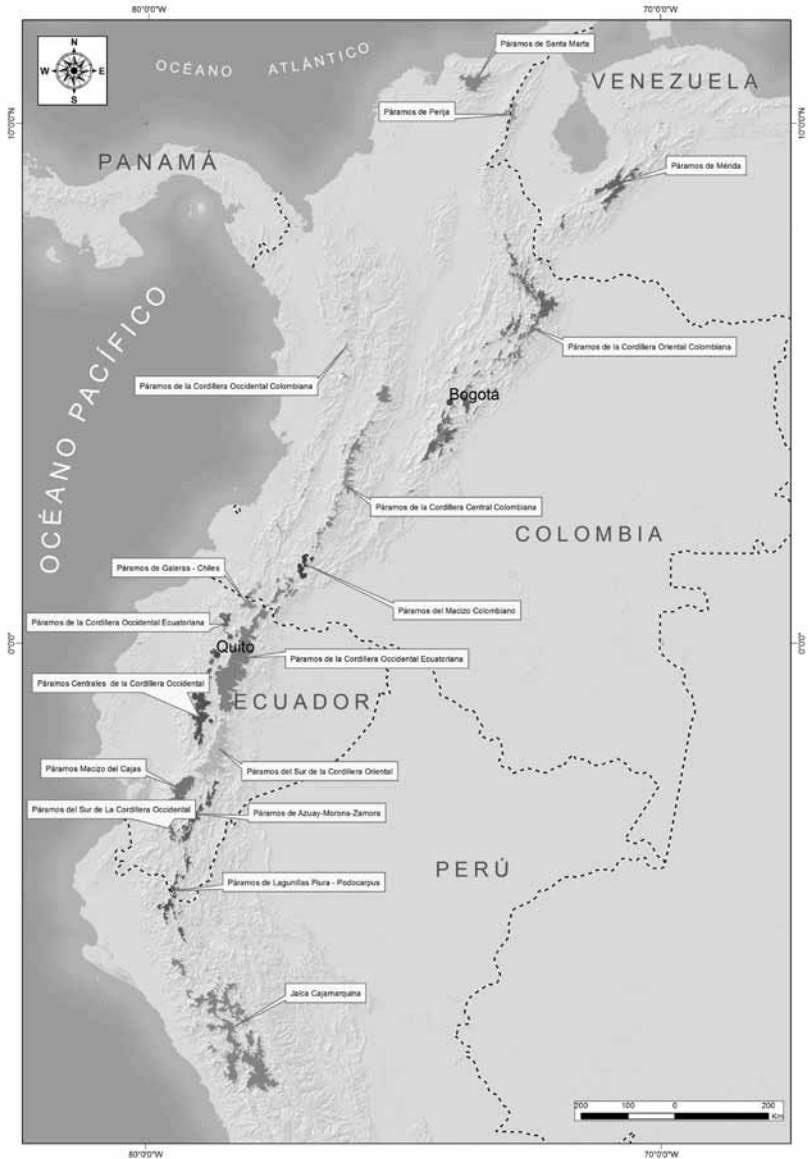 80°0'0"W
70°0'0"W
N
W E
S
OCÉANO ATLÁNTICO
Páramos de Santa Marta
VENEZUELA
Páramos de Perija
10°0'0"N
10°0'0"N
PANAMÁ
Páramos de Mérida
OCÉANO PACÍFICO
Páramos de la Cordillera Oriental Colombiana
Páramos de la Cordillera Occidental Colombiana
Bogotá
Páramos de la Cordillera Central Colombiana
COLOMBIA
Páramos de Galeras - Chiles
Páramos del Macizo Colombiano
Páramos de la Cordillera Occidental Ecuatoriana
0°0'0"
0°0'0"
Quito
Páramos de la Cordillera Occidental Ecuatoriana
Páramos Centrales de la Cordillera Occidental
ECUADOR
Páramos Macizo del Cajas
Páramos del Sur de la Cordillera Oriental
Páramos del Sur de La Cordillera Occidental
Páramos de Azuay-Morona-Zamora
PERÚ
Páramos de Lagunillas Piura - Podocarpus
Jalca Cajamarquina
200 100 0 200
Km
80°0'0"W
70°0'0"W